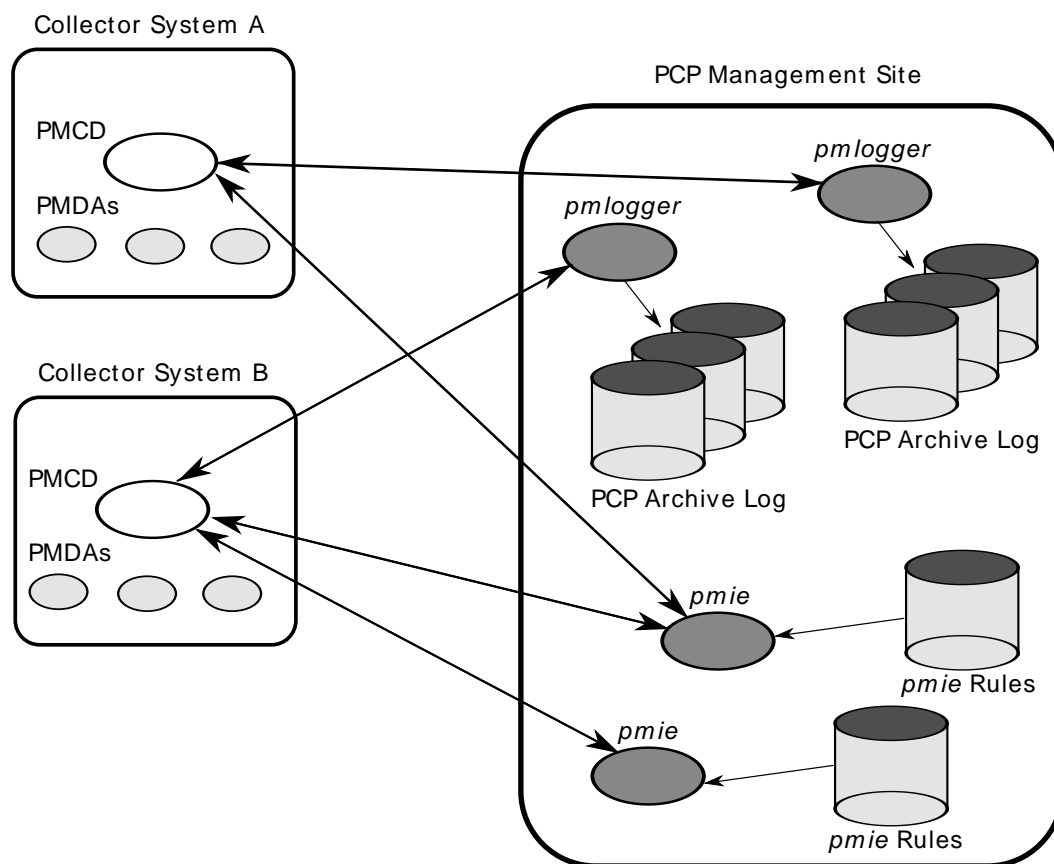 Collector System A
PMCD
PMDAs
Collector System B
PMCD
PMDAs
PCP Management Site
pmlogger
pmlogger
PCP Archive Log
PCP Archive Log
pmie
pmie Rules
pmie
pmie Rules